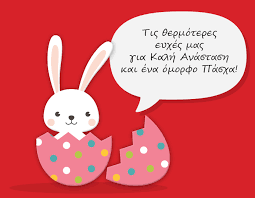 Τις θερμότερες
ευχές μας
για Καλή Ανάσταση
και ένα όμορφο Πάσχα!